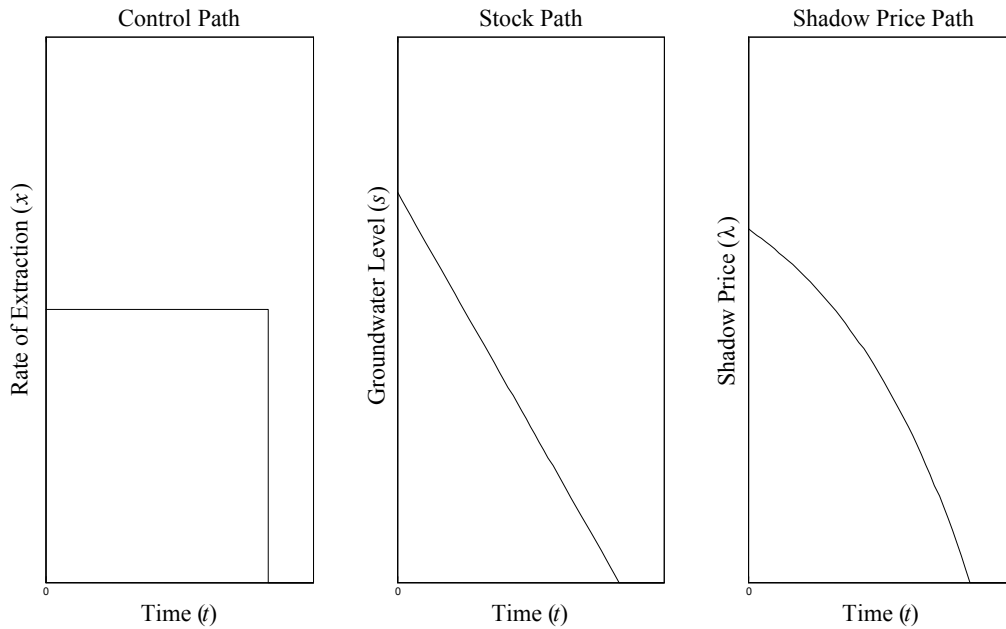 Control Path
Rate of Extraction (x)
0
Time (t)
Stock Path
Groundwater Level (s)
0
Time (t)
Shadow Price Path
Shadow Price (λ)
0
Time (t)